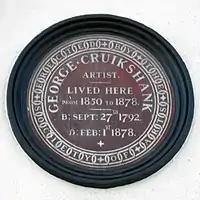 GEORGE · CRUIKSHANK
ARTIST.
LIVED HERE
FROM 1850 TO 1878.
B: SEPT: 27TH 1792.
D: FEB: 1ST 1878.